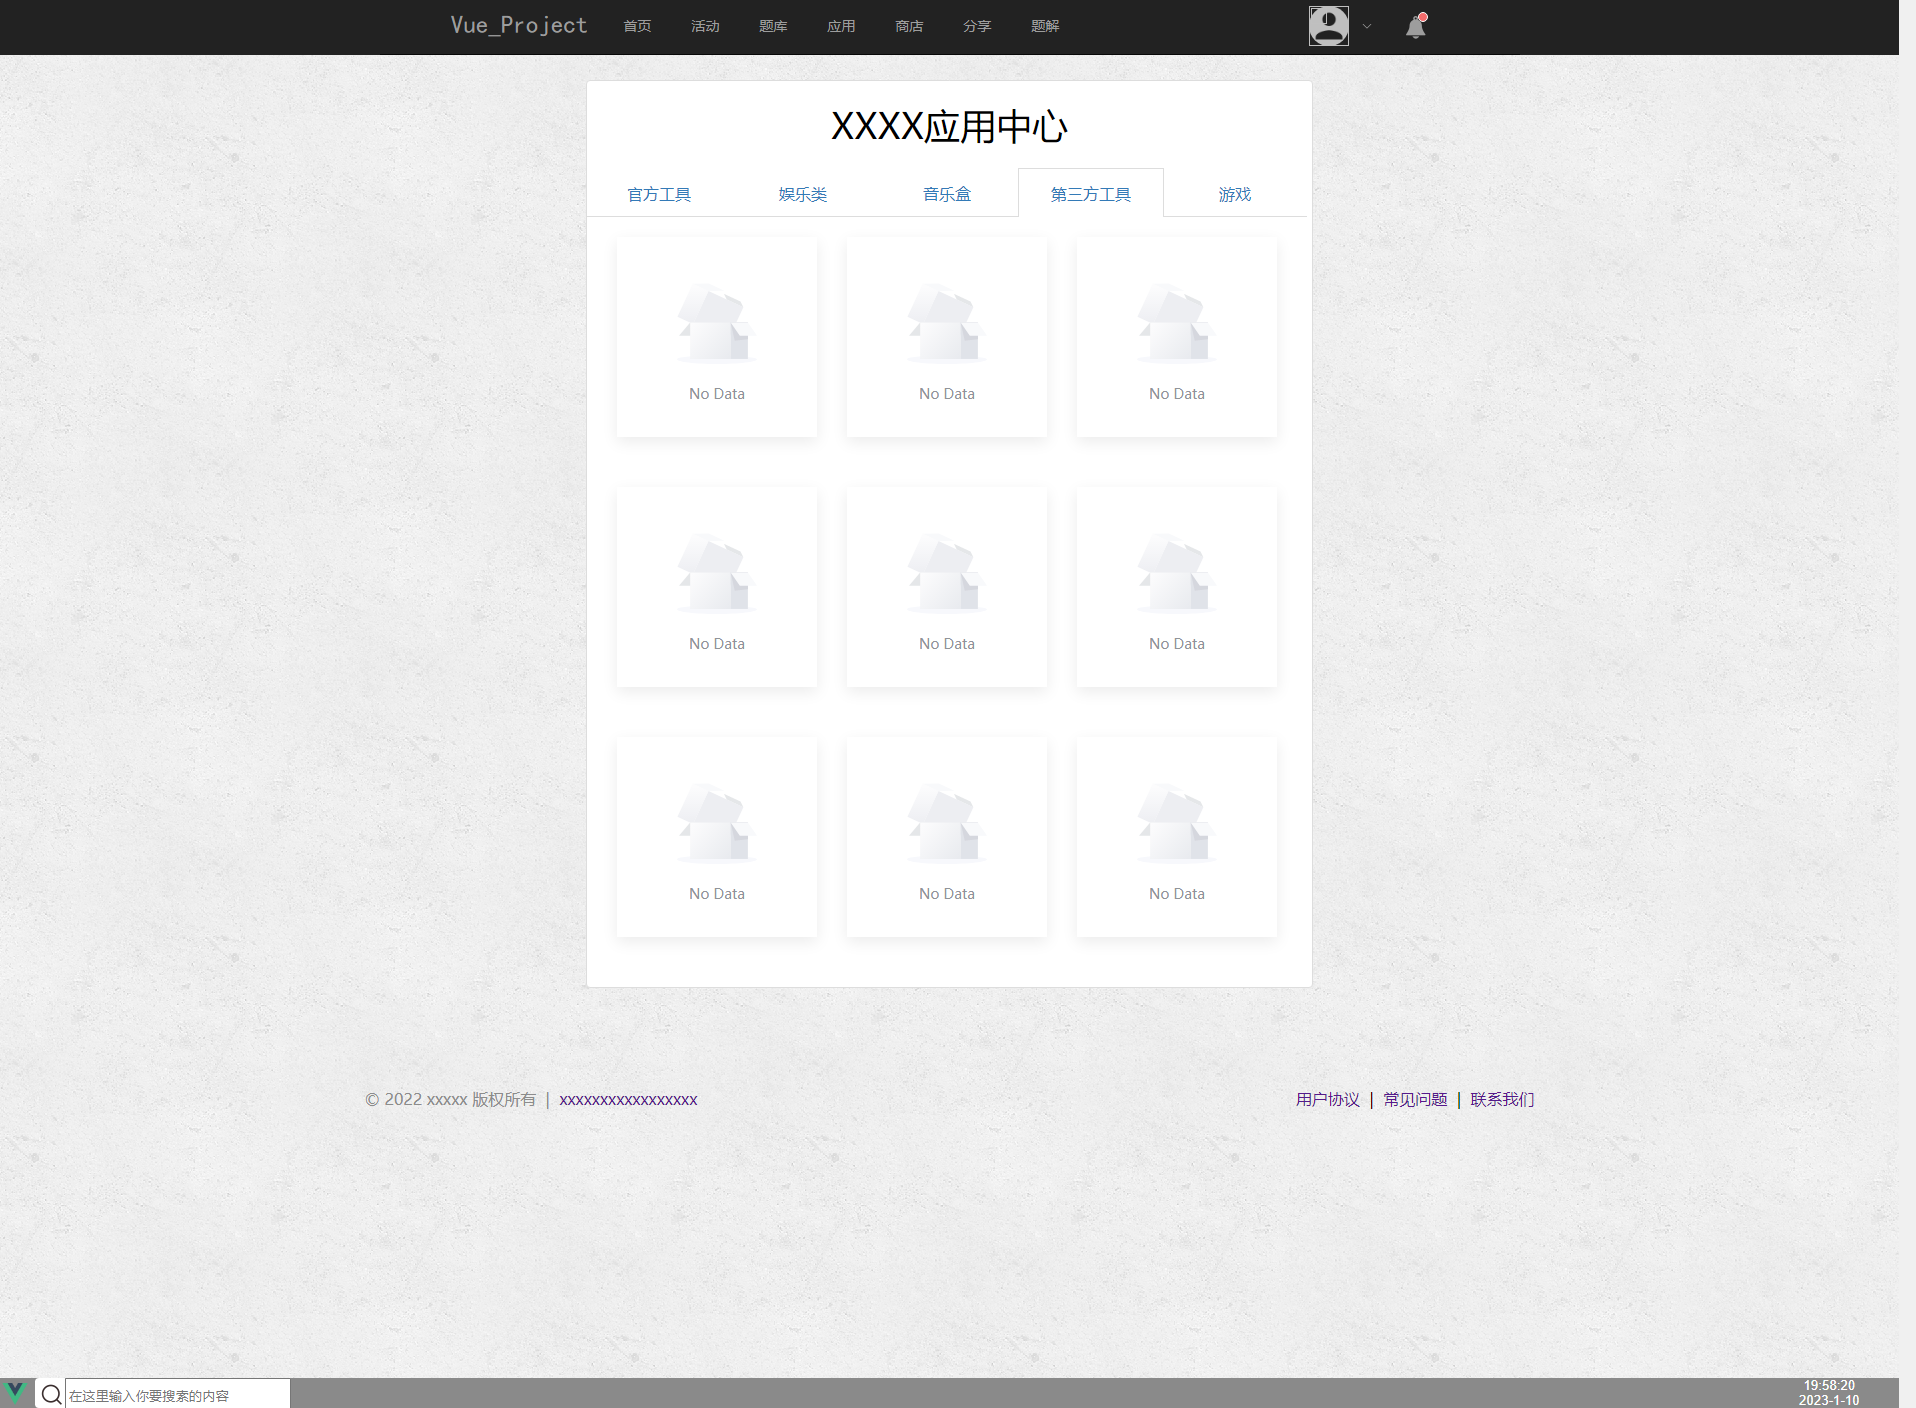 Vue_Project 首页 活动 题库 应用 商店 分享 题解
XXXX应用中心
官方工具 娱乐类 音乐盒 第三方工具 游戏
No Data No Data No Data
No Data No Data No Data
No Data No Data No Data
© 2022 xxxxx 版权所有 | xxxxxxxxxxxxxxxxx 用户协议 | 常见问题 | 联系我们
在这里输入你要搜索的内容
19:58:20
2023-1-10